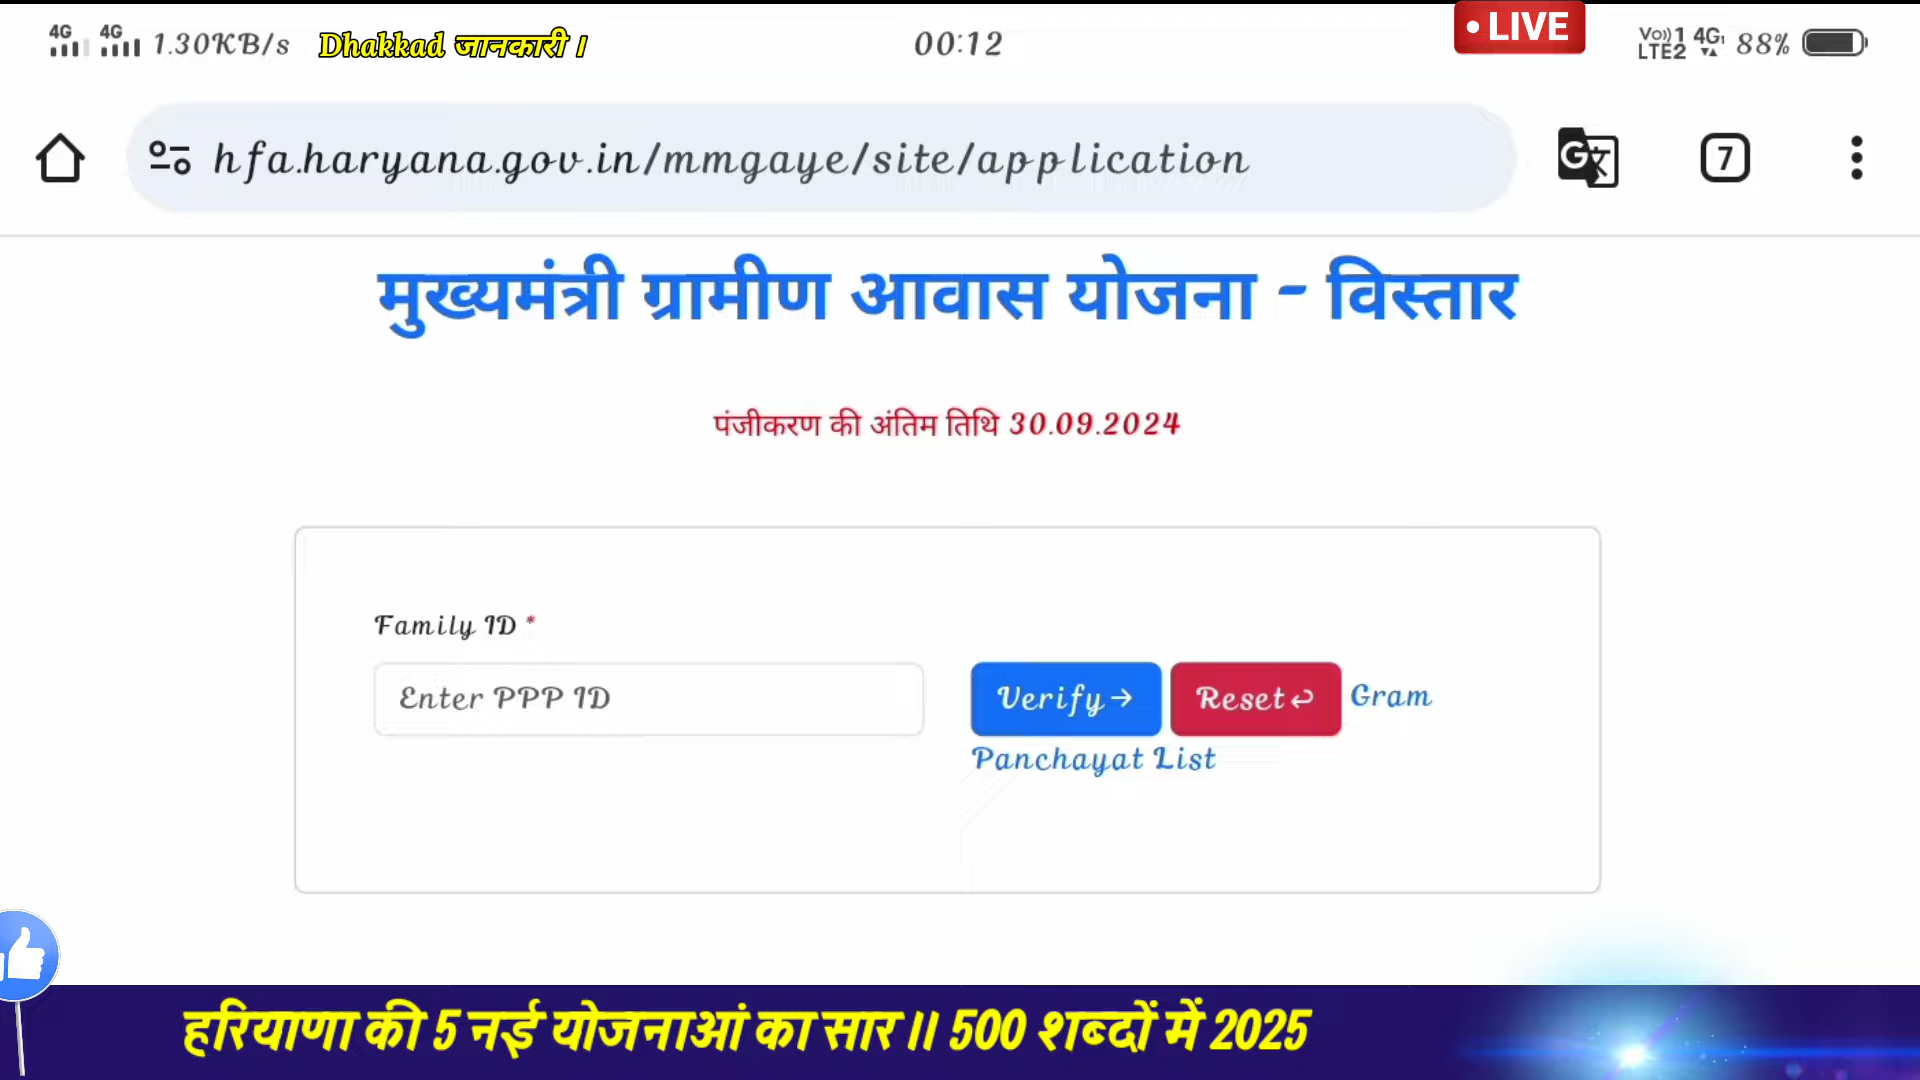 4G 4G 1.30KB/s Dhakkad जानकारी । 00:12 • LIVE Vo))1 LTE2 4G 88%
hfa.haryana.gov.in/mmgaye/site/application 7
मुख्यमंत्री ग्रामीण आवास योजना - विस्तार
पंजीकरण की अंतिम तिथि 30.09.2024
Family ID *
Enter PPP ID Verify→ Reset↩ Gram
Panchayat List
हरियाणा की 5 नई योजनाआं का सार॥ 500 शब्दों में 2025